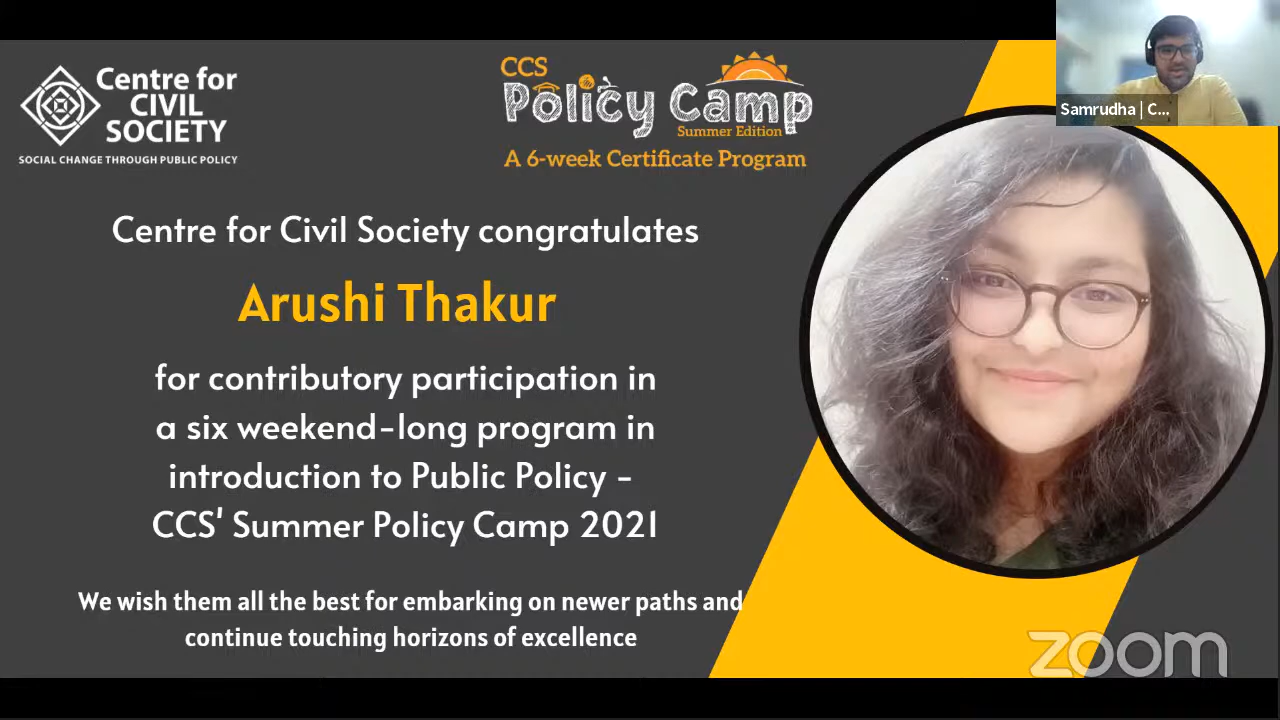 Centre for
CIVIL
SOCIETY
SOCIAL CHANGE THROUGH PUBLIC POLICY
CCS
Policy Camp
Summer Edition
A 6-week Certificate Program
Samrudha | C...
Centre for Civil Society congratulates
Arushi Thakur
for contributory participation in
a six weekend-long program in
introduction to Public Policy -
CCS' Summer Policy Camp 2021
We wish them all the best for embarking on newer paths and
continue touching horizons of excellence
zoom